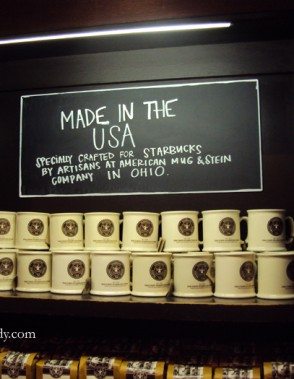 MADE IN THE
USA
SPECIALLY CRAFTED FOR STARBUCKS
BY ARTISANS AT AMERICAN MUG & STEIN
COMPANY IN OHIO.
dy.com